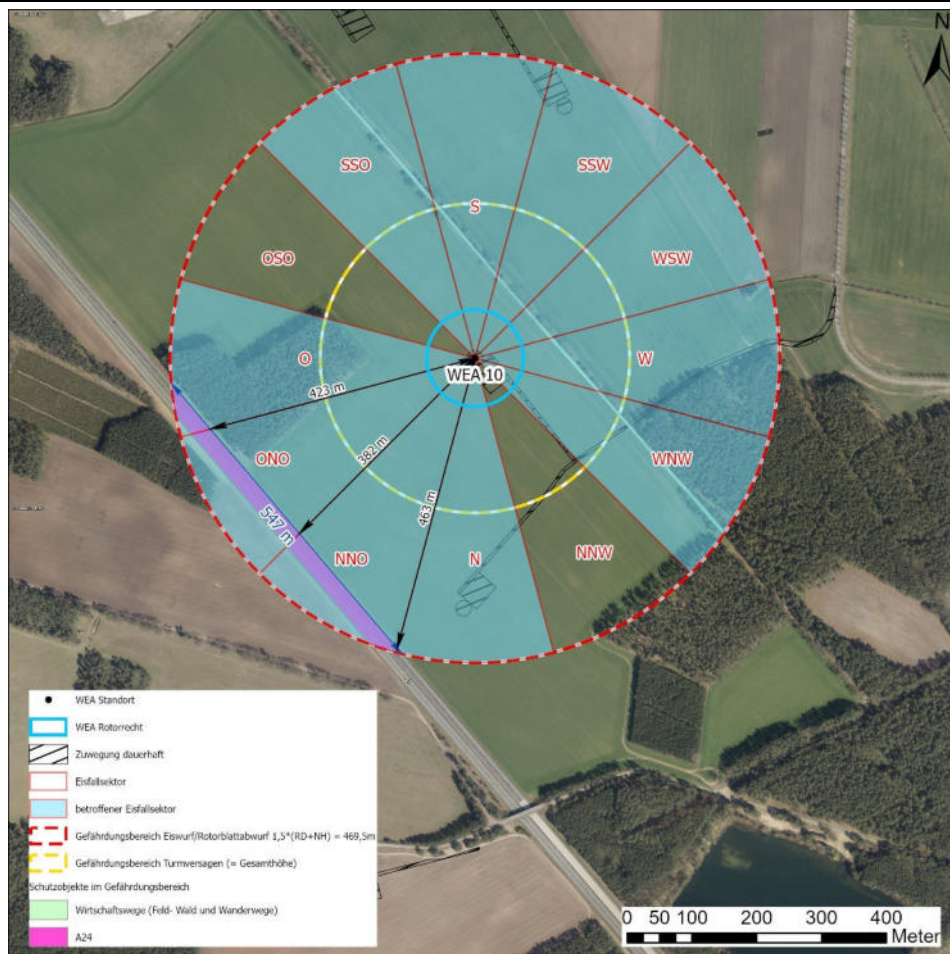 N
SSO
SSW
S
OSO
WSW
O
W
WEA 10
423 m
ONO
382 m
WNW
463 m
547 m
NNO
N
NNW
WEA Standort
WEA Rotorrecht
Zuwegung dauerhaft
Eisfallsektor
betroffener Eisfallsektor
Gefährdungsbereich Eiswurf/Rotorblattabwurf 1,5*(RD+NH) = 469,5m
Gefährdungsbereich Turmversagen (= Gesamthöhe)
Schutzobjekte im Gefährdungsbereich
Wirtschaftswege (Feld- Wald und Wanderwege)
A24
0 50 100 200 300 400
Meter